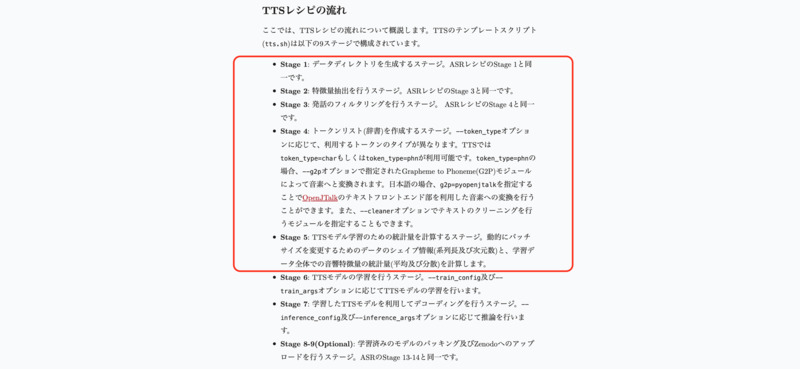 TTSレシピの流れ
ここでは、TTSレシピの流れについて概説します。TTSのテンプレートスクリプト
(tts.sh)は以下の9ステージで構成されています。
• Stage 1: データディレクトリを生成するステージ。ASRレシピのStage 1と同
一です。
• Stage 2: 特徴量抽出を行うステージ。ASRレシピのStage 3と同一です。
• Stage 3: 発話のフィルタリングを行うステージ。 ASRレシピのStage 4と同一で
す。
• Stage 4: トークンリスト(辞書)を作成するステージ。--token_typeオプショ
ンに応じて、利用するトークンのタイプが異なります。TTSでは
token_type=charもしくはtoken_type=phnが利用可能です。token_type=phnの
場合、--g2pオプションで指定されたGrapheme to Phoneme(G2P)モジュール
によって音素へと変換されます。日本語の場合、g2p=pyopenjtalkを指定するこ
とでOpenJTalkのテキストフロントエンド部を利用した音素への変換を行う
ことができます。また、--cleanerオプションでテキストのクリーニングを行
うモジュールを指定することもできます。
• Stage 5: TTSモデル学習のための統計量を計算するステージ。動的にバッチ
サイズを変更するためのデータのシェイプ情報(系列長及び次元数)と、学習デ
ータ全体での音響特徴量の統計量(平均及び分散)を計算します。
• Stage 6: TTSモデルの学習を行うステージ。--train_config及び--
train_argsオプションに応じてTTSモデルの学習を行います。
• Stage 7: 学習したTTSモデルを利用してデコーディングを行うステージ。--
inference_config及び--inference_argsオプションに応じて推論を行いま
す。
• Stage 8-9(Optional): 学習済みのモデルのパッキング及びZenodoへのアップ
ロードを行うステージ。ASRのStage 13-14と同一です。